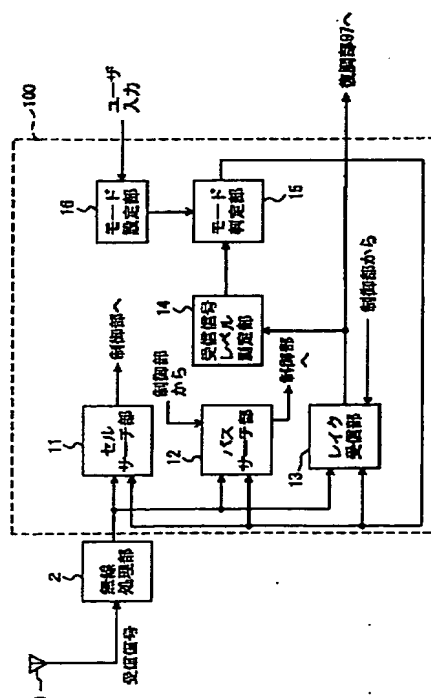 100
ユーザ
入力
16
モード
設定部
モード
判定部
15
制御部へ
14
受信信号
レベル
測定部
復調部97へ
11
セル
サーチ部
制御部
から
12
パス
サーチ部
制御部
へ
13
レイク
受信部
制御部から
2
無線
処理部
受信信号